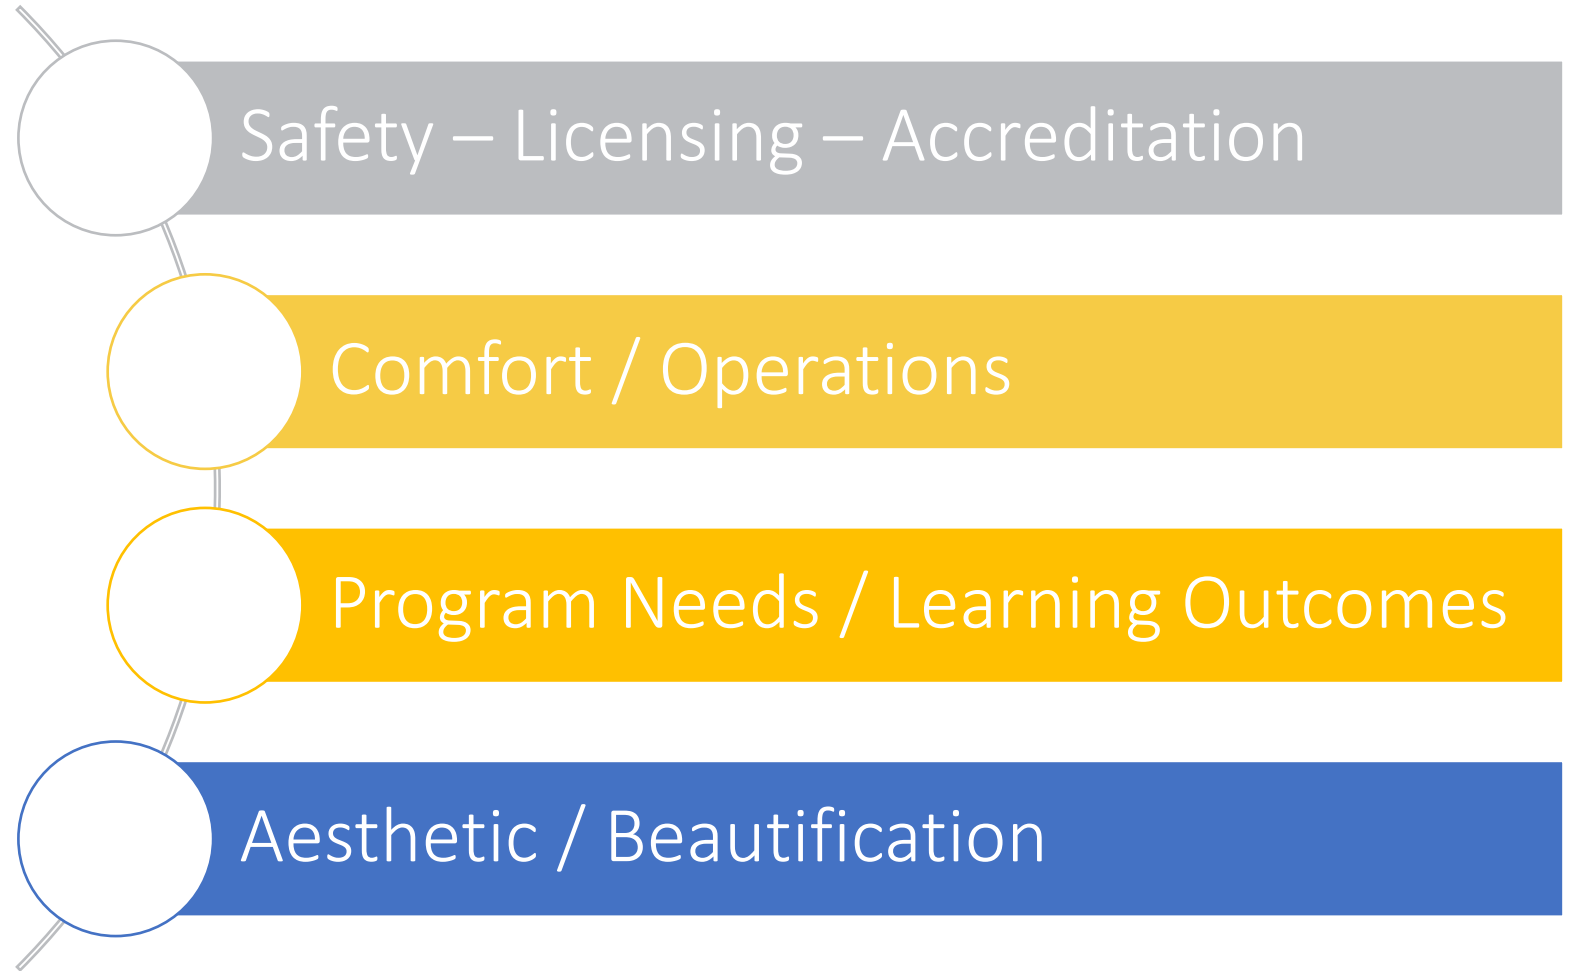 Safety – Licensing – Accreditation
Comfort / Operations
Program Needs / Learning Outcomes
Aesthetic / Beautification